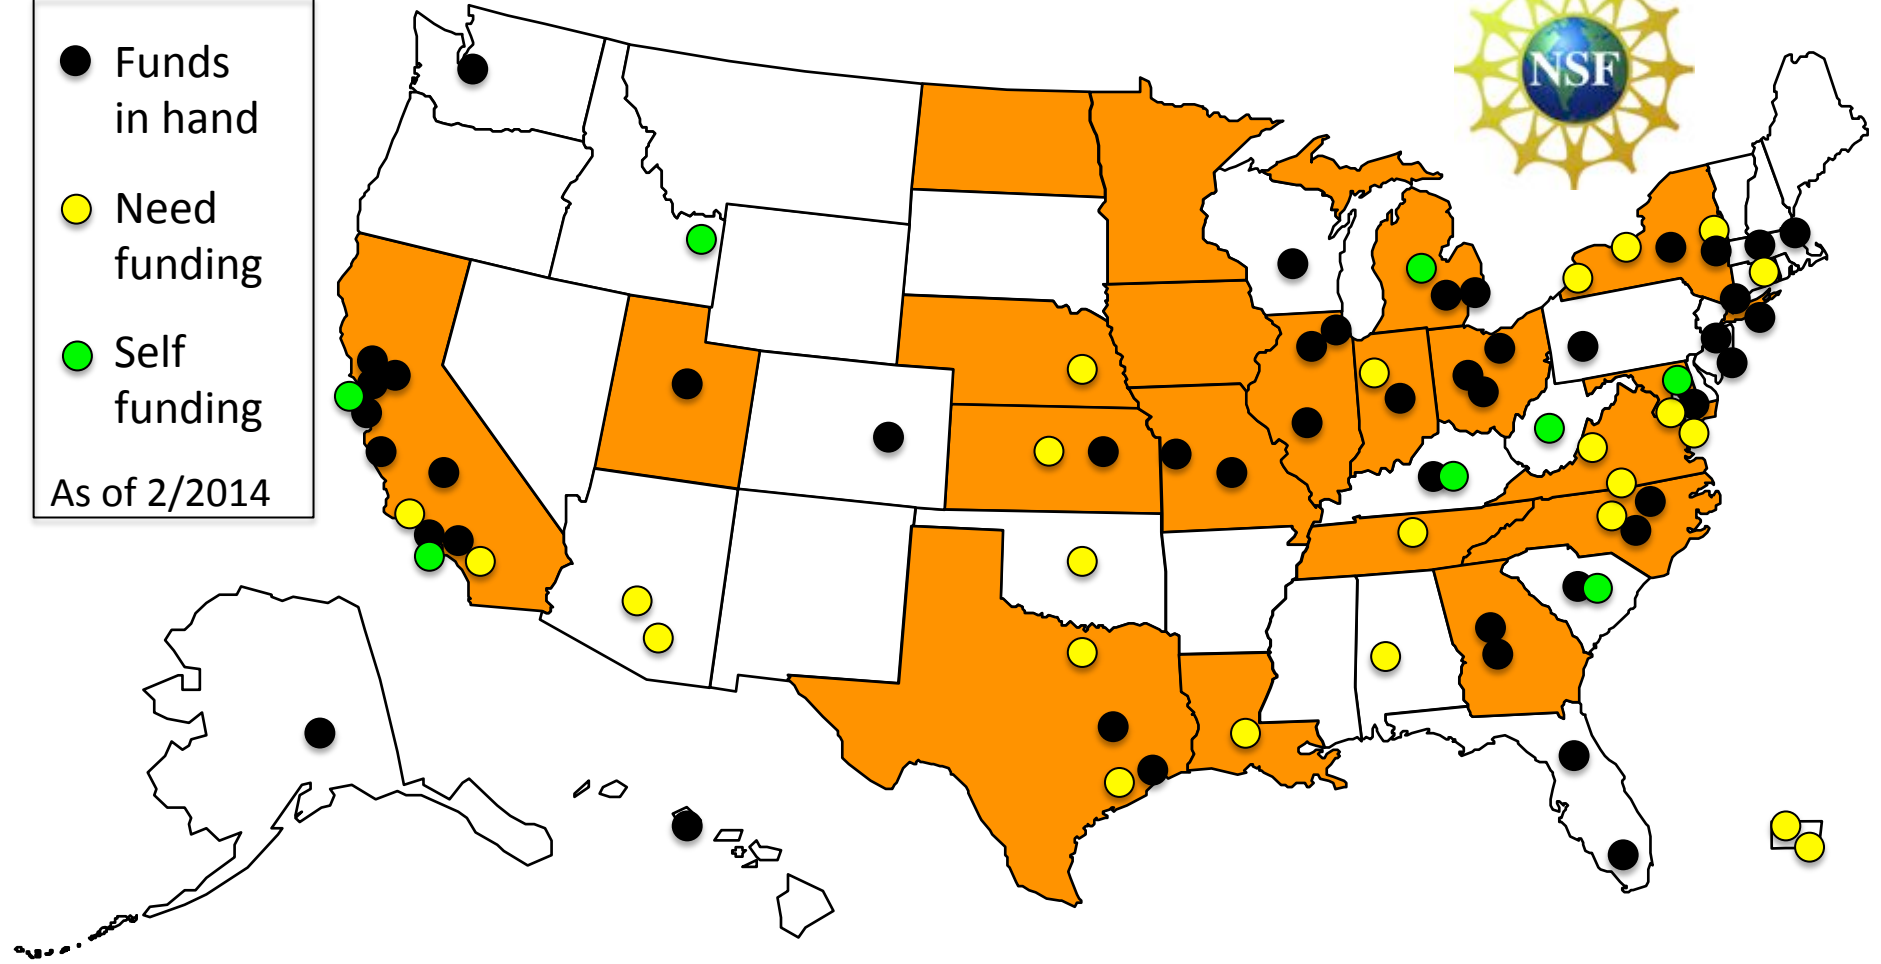 Funds
in hand
Need
funding
Self
funding
As of 2/2014
NSF